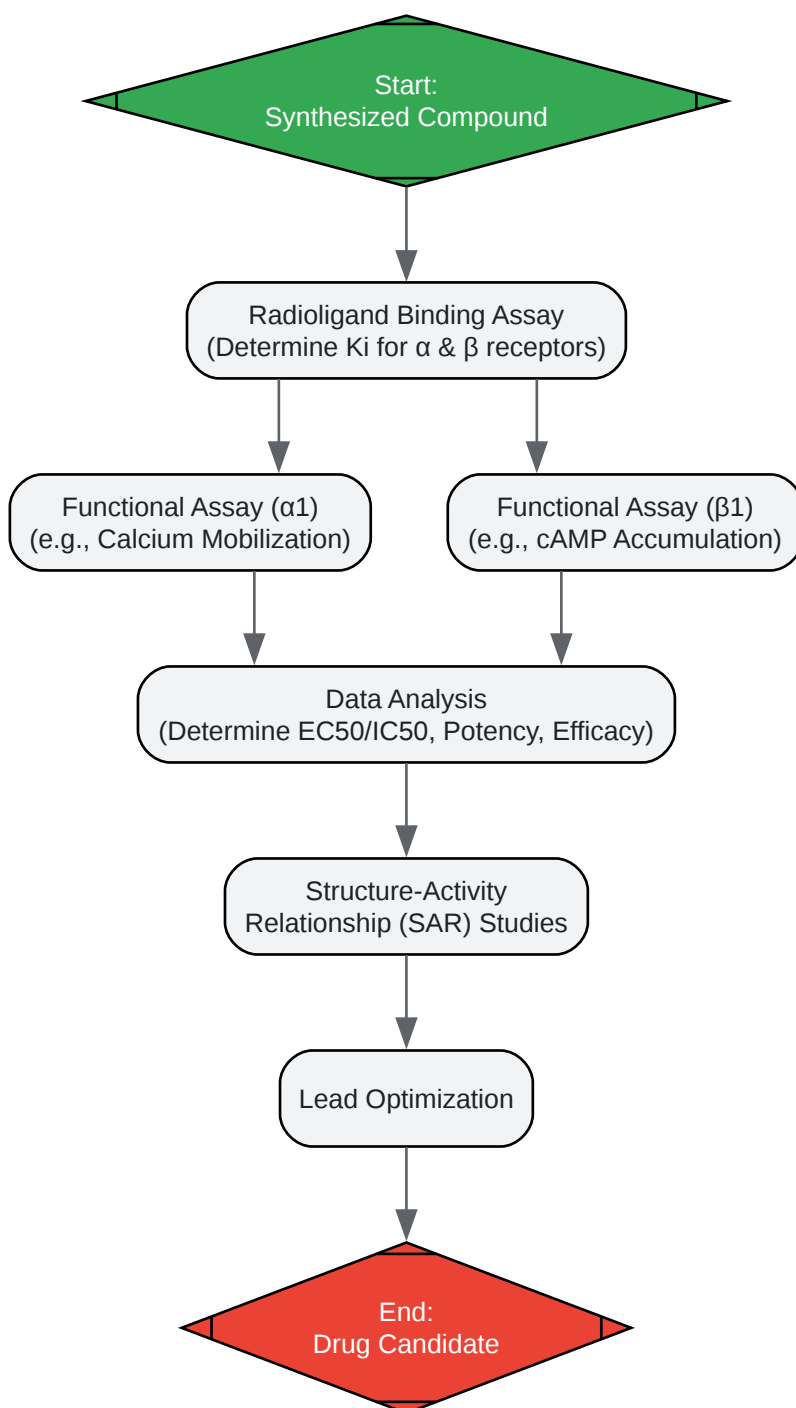 Start:
Synthesized Compound
Radioligand Binding Assay
(Determine Ki for α & β receptors)
Functional Assay (α1)
(e.g., Calcium Mobilization)
Functional Assay (β1)
(e.g., cAMP Accumulation)
Data Analysis
(Determine EC50/IC50, Potency, Efficacy)
Structure-Activity
Relationship (SAR) Studies
Lead Optimization
End:
Drug Candidate